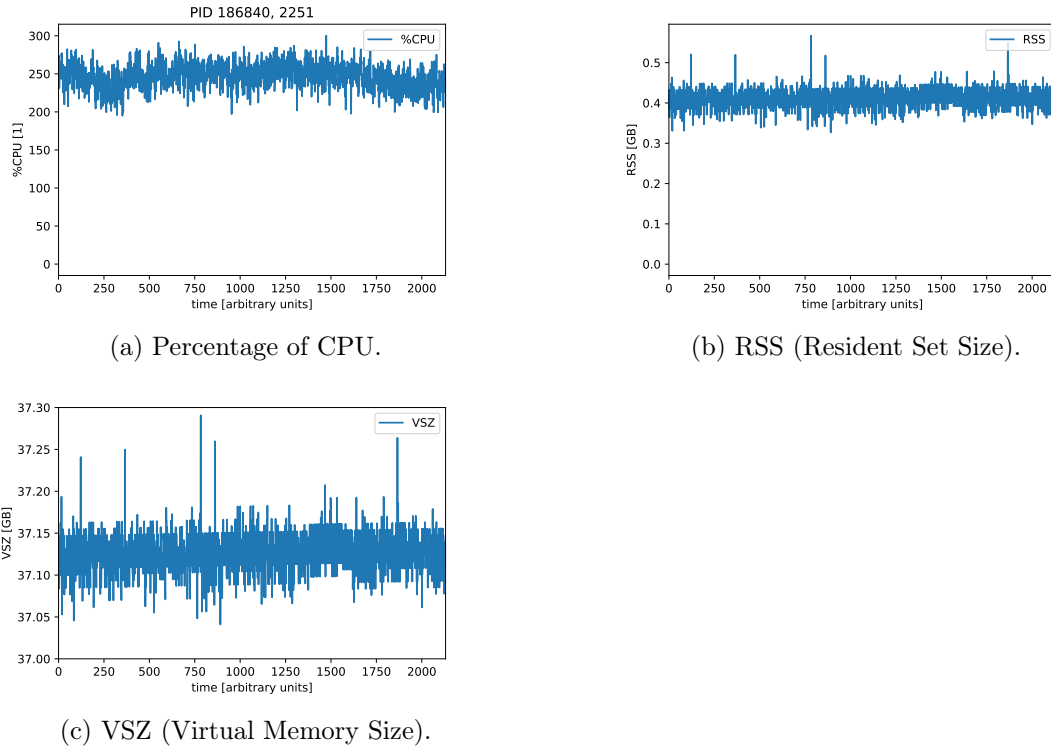 PID 186840, 2251
300
250
200
150
100
50
0
%CPU [1]
%CPU
0 250 500 750 1000 1250 1500 1750 2000
time [arbitrary units]
(a) Percentage of CPU.
0.5
0.4
0.3
0.2
0.1
0.0
RSS [GB]
RSS
0 250 500 750 1000 1250 1500 1750 2000
time [arbitrary units]
(b) RSS (Resident Set Size).
37.30
37.25
37.20
37.15
37.10
37.05
37.00
VSZ [GB]
VSZ
0 250 500 750 1000 1250 1500 1750 2000
time [arbitrary units]
(c) VSZ (Virtual Memory Size).